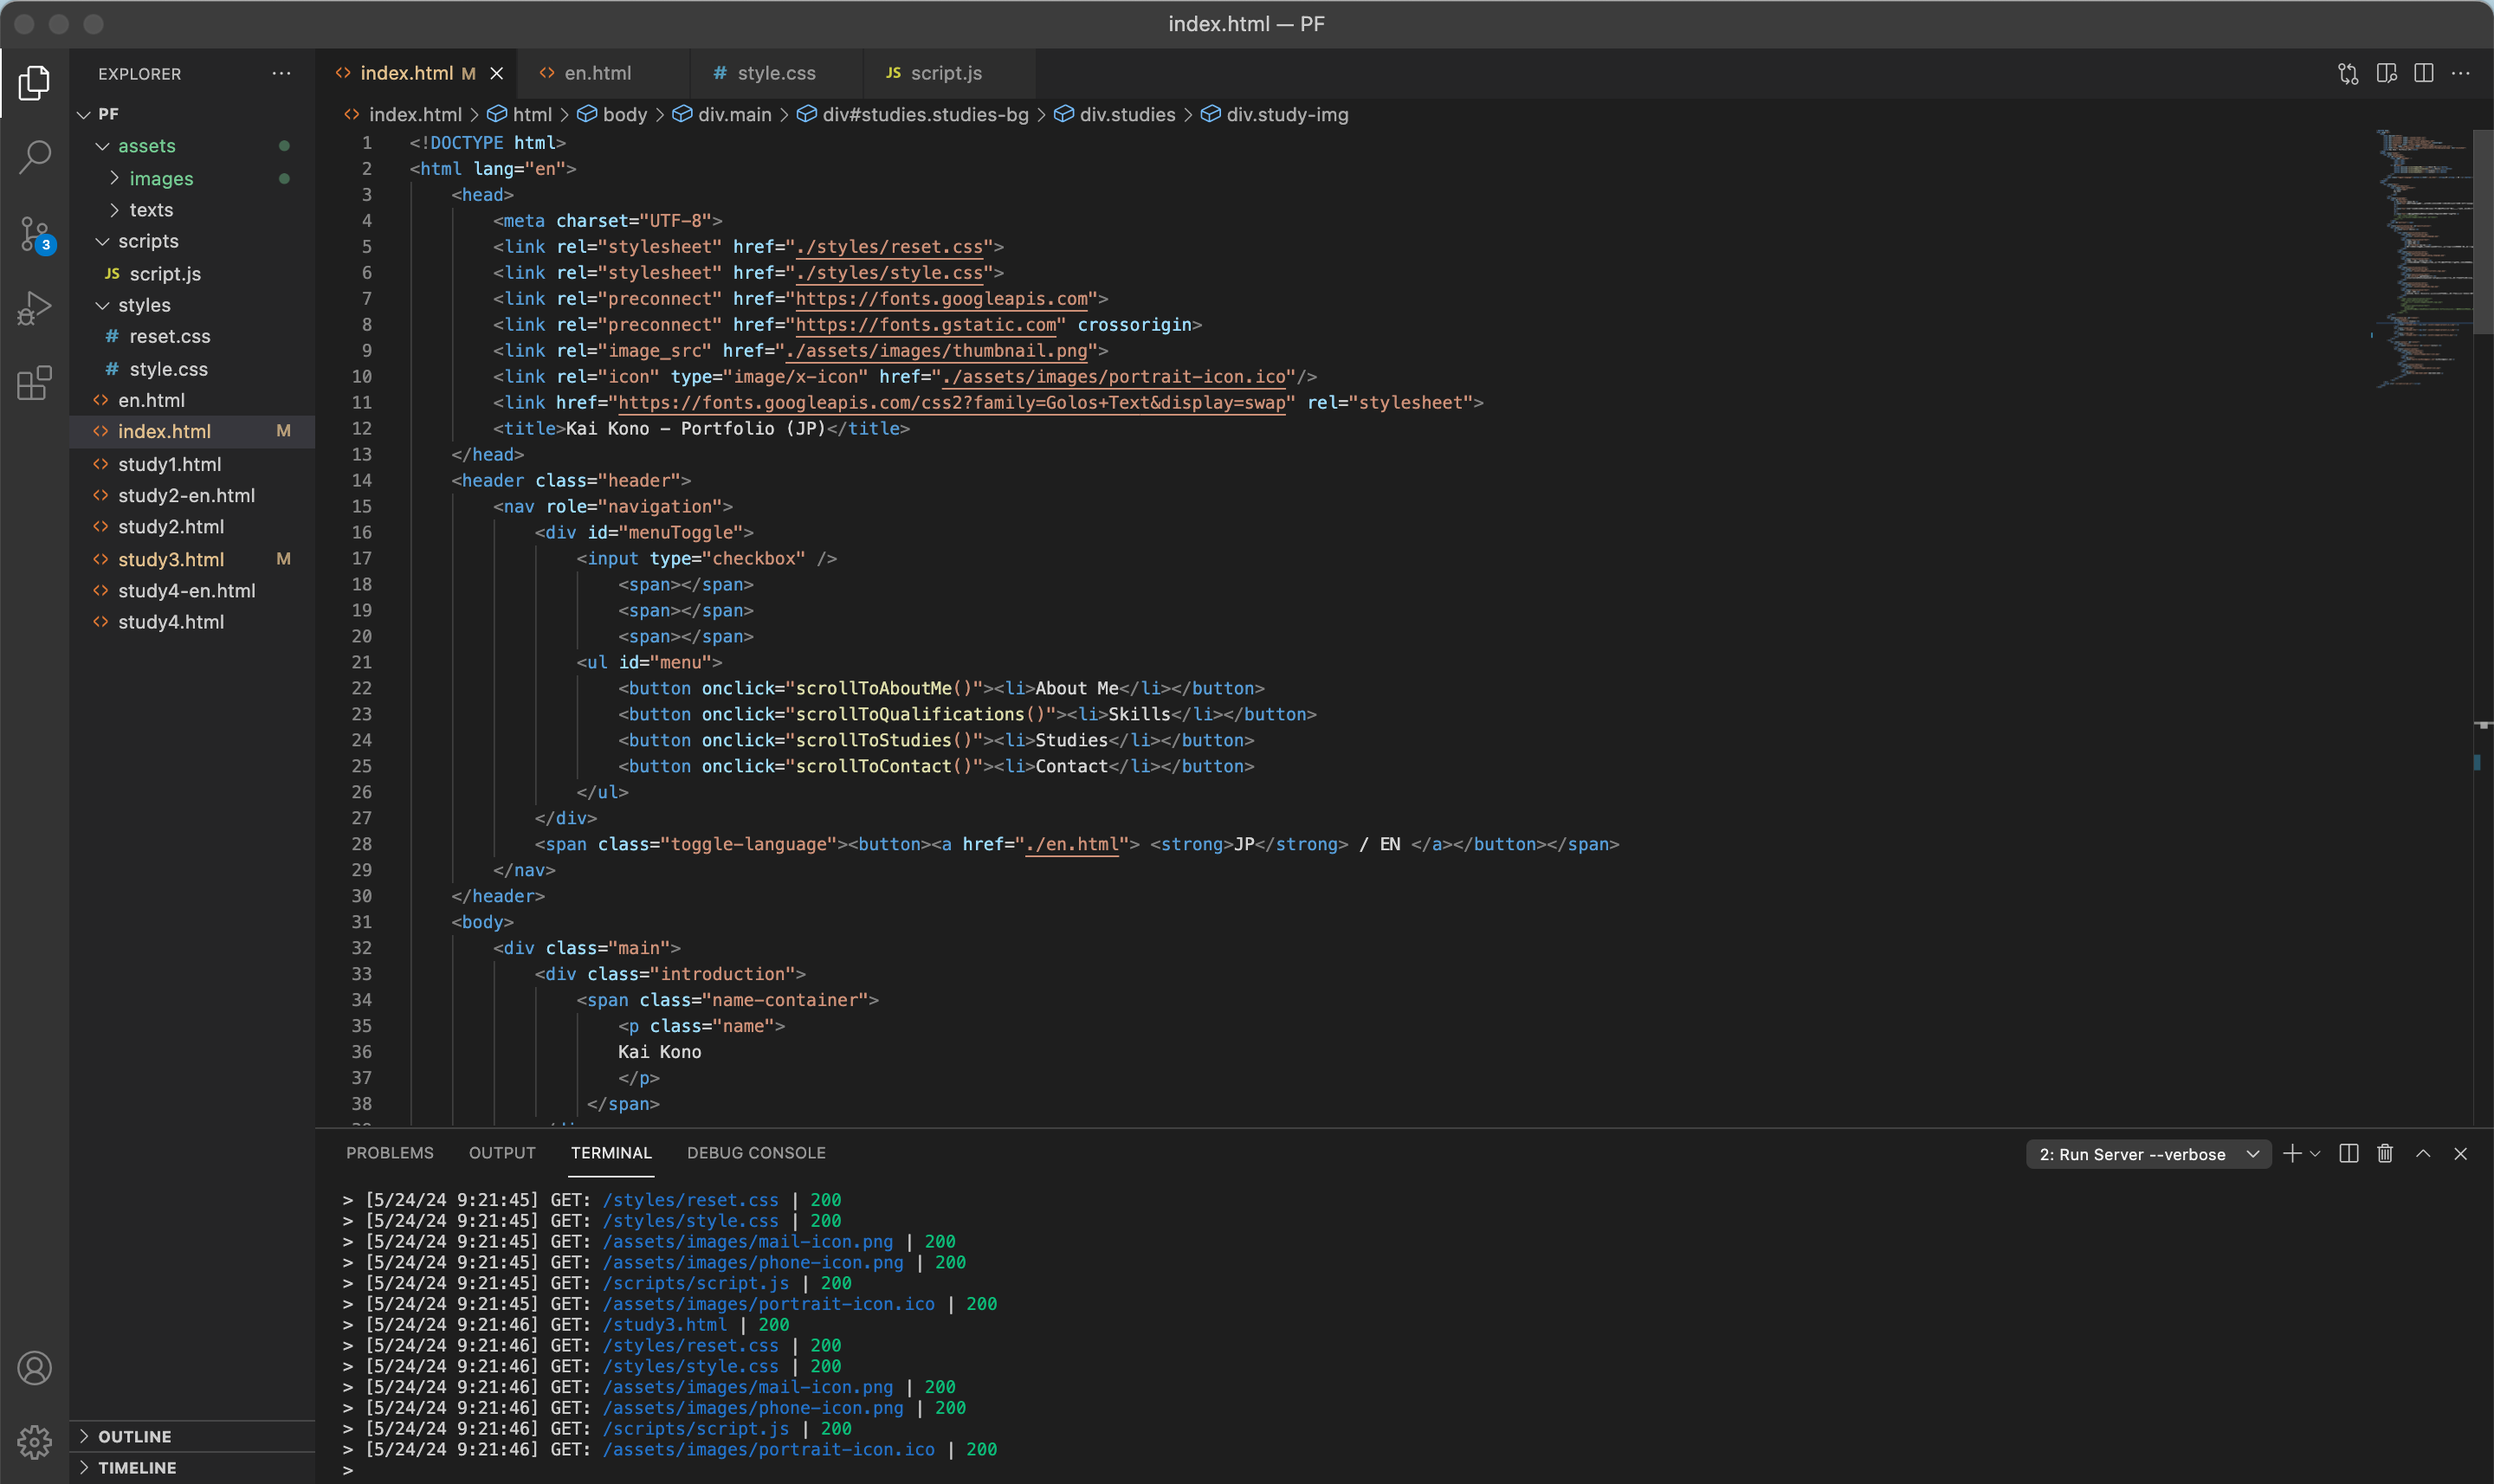 index.html — PF
EXPLORER
PF
assets
images
texts
scripts
JS script.js
styles
# reset.css
# style.css
<> en.html
<> index.html M
<> study1.html
<> study2-en.html
<> study2.html
<> study3.html M
<> study4-en.html
<> study4.html
3
OUTLINE
TIMELINE
<> index.html M <> en.html # style.css JS script.js
<> index.html > html > body > div.main > div#studies.studies-bg > div.studies > div.study-img
1 <!DOCTYPE html>
2 <html lang="en">
3 <head>
4 <meta charset="UTF-8">
5 <link rel="stylesheet" href="./styles/reset.css">
6 <link rel="stylesheet" href="./styles/style.css">
7 <link rel="preconnect" href="https://fonts.googleapis.com">
8 <link rel="preconnect" href="https://fonts.gstatic.com" crossorigin>
9 <link rel="image_src" href="./assets/images/thumbnail.png">
10 <link rel="icon" type="image/x-icon" href="./assets/images/portrait-icon.ico"/>
11 <link href="https://fonts.googleapis.com/css2?family=Golos+Text&display=swap" rel="stylesheet">
12 <title>Kai Kono – Portfolio (JP)</title>
13 </head>
14 <header class="header">
15 <nav role="navigation">
16 <div id="menuToggle">
17 <input type="checkbox" />
18 <span></span>
19 <span></span>
20 <span></span>
21 <ul id="menu">
22 <button onclick="scrollToAboutMe()"><li>About Me</li></button>
23 <button onclick="scrollToQualifications()"><li>Skills</li></button>
24 <button onclick="scrollToStudies()"><li>Studies</li></button>
25 <button onclick="scrollToContact()"><li>Contact</li></button>
26 </ul>
27 </div>
28 <span class="toggle-language"><button><a href="./en.html"> <strong>JP</strong> / EN </a></button></span>
29 </nav>
30 </header>
31 <body>
32 <div class="main">
33 <div class="introduction">
34 <span class="name-container">
35 <p class="name">
36 Kai Kono
37 </p>
38 </span>
PROBLEMS OUTPUT TERMINAL DEBUG CONSOLE 2: Run Server --verbose
> [5/24/24 9:21:45] GET: /styles/reset.css | 200
> [5/24/24 9:21:45] GET: /styles/style.css | 200
> [5/24/24 9:21:45] GET: /assets/images/mail-icon.png | 200
> [5/24/24 9:21:45] GET: /assets/images/phone-icon.png | 200
> [5/24/24 9:21:45] GET: /scripts/script.js | 200
> [5/24/24 9:21:45] GET: /assets/images/portrait-icon.ico | 200
> [5/24/24 9:21:46] GET: /study3.html | 200
> [5/24/24 9:21:46] GET: /styles/reset.css | 200
> [5/24/24 9:21:46] GET: /styles/style.css | 200
> [5/24/24 9:21:46] GET: /assets/images/mail-icon.png | 200
> [5/24/24 9:21:46] GET: /assets/images/phone-icon.png | 200
> [5/24/24 9:21:46] GET: /scripts/script.js | 200
> [5/24/24 9:21:46] GET: /assets/images/portrait-icon.ico | 200
>